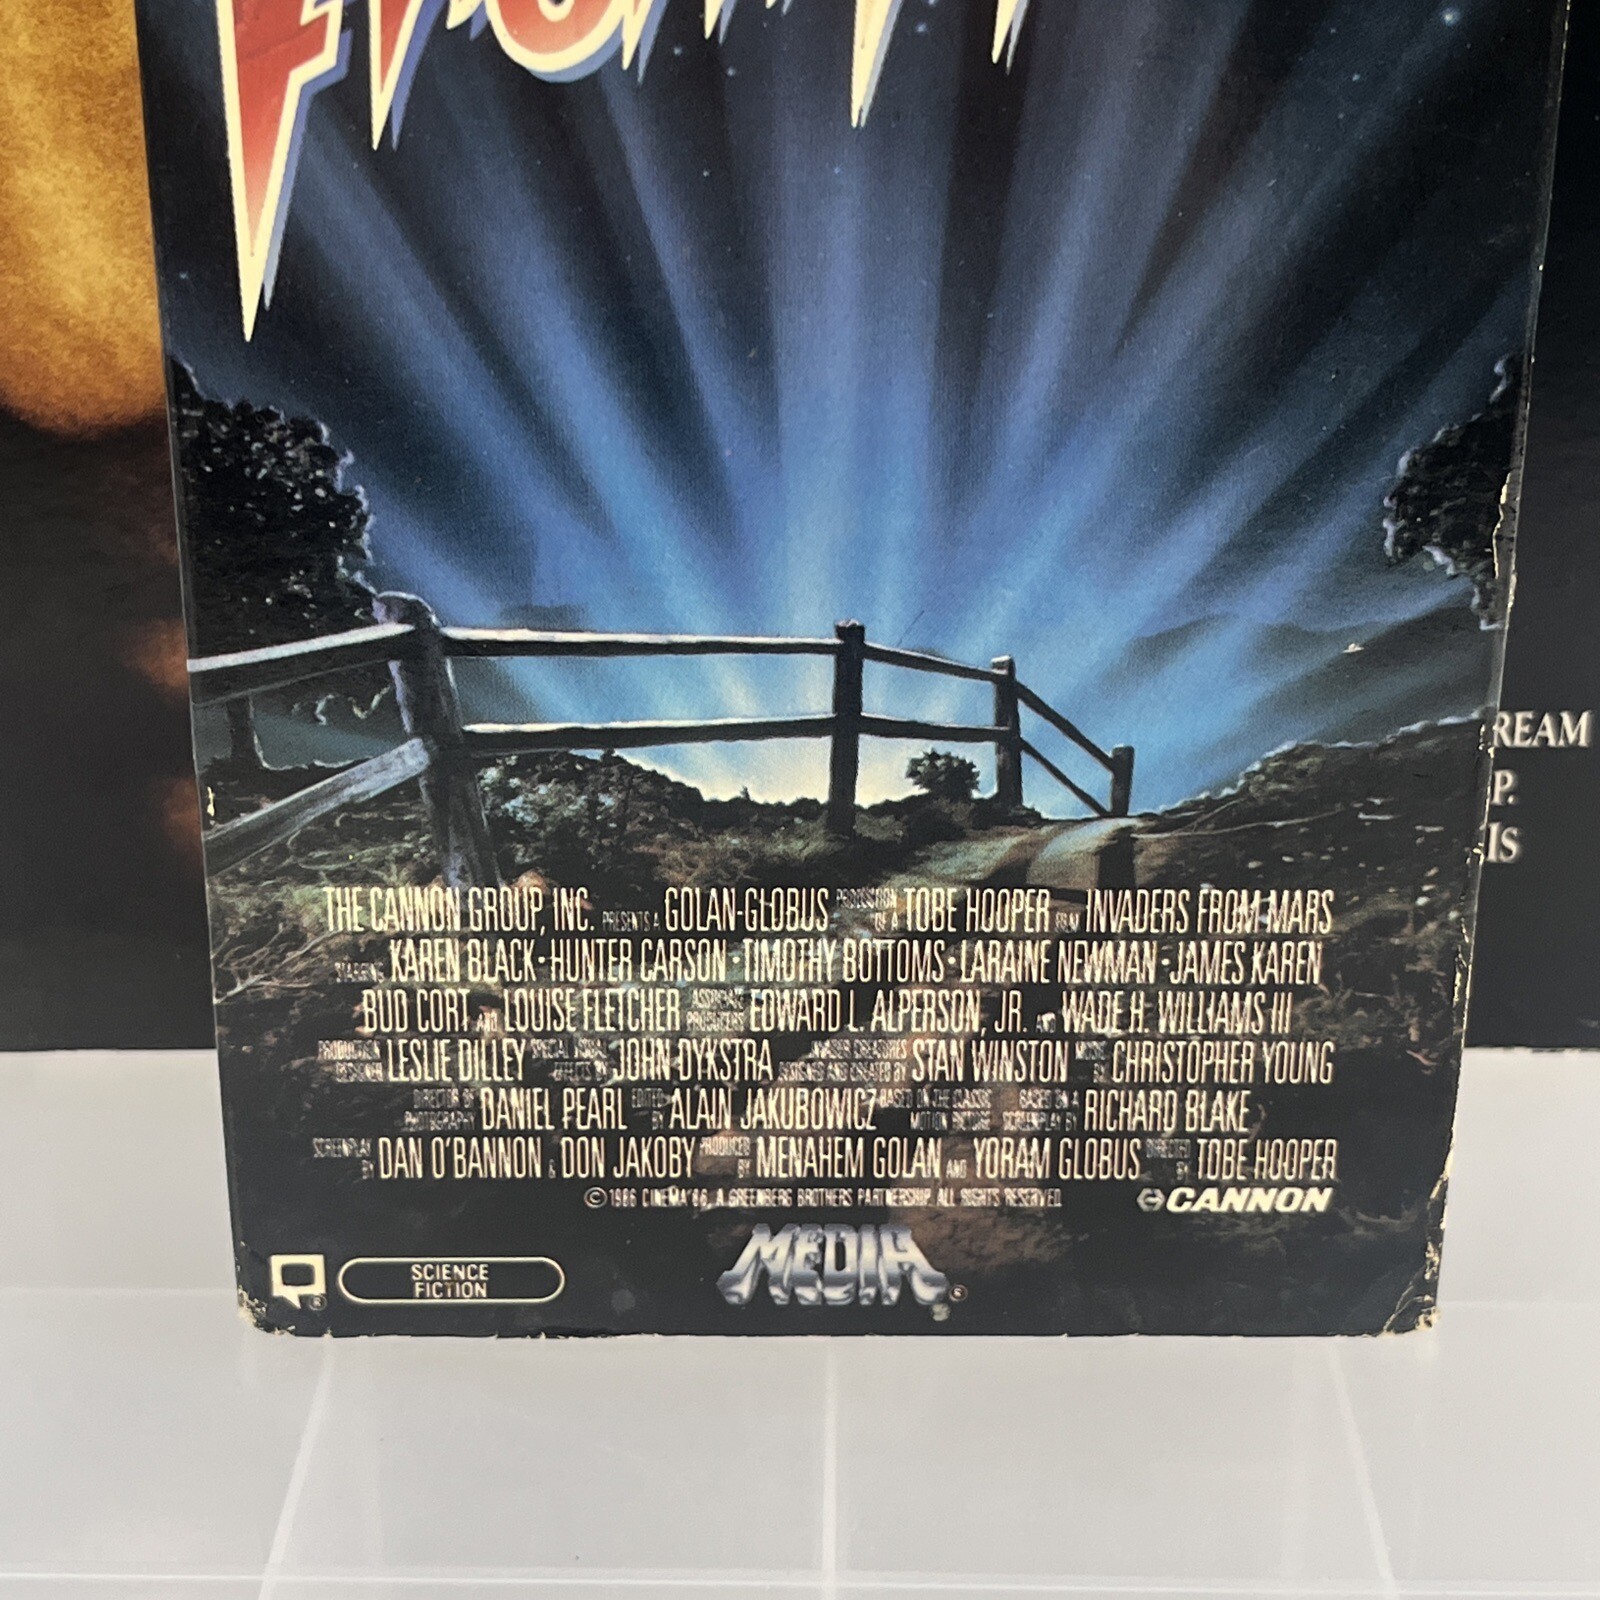 THE CANNON GROUP, INC. PRESENTS A GOLAN-GLOBUS PRODUCTION OF A TOBE HOOPER FILM INVADERS FROM MARS
STARRING KAREN BLACK · HUNTER CARSON · TIMOTHY BOTTOMS · LARAINE NEWMAN · JAMES KAREN
BUD CORT AND LOUISE FLETCHER ASSOCIATE PRODUCERS EDWARD L. ALPERSON, JR. AND WADE H. WILLIAMS III
PRODUCTION DESIGNER LESLIE DILLEY SPECIAL VISUAL EFFECTS BY JOHN DYKSTRA INVADER CREATURES DESIGNED AND CREATED BY STAN WINSTON MUSIC BY CHRISTOPHER YOUNG
DIRECTOR OF PHOTOGRAPHY DANIEL PEARL EDITED BY ALAIN JAKUBOWICZ BASED ON THE CLASSIC MOTION PICTURE BASED ON A SCREENPLAY BY RICHARD BLAKE
SCREENPLAY BY DAN O'BANNON & DON JAKOBY PRODUCED BY MENAHEM GOLAN AND YORAM GLOBUS DIRECTED BY TOBE HOOPER
© 1986 CINEMA '86, A GREENBERG BROTHERS PARTNERSHIP. ALL RIGHTS RESERVED.
CANNON
MEDIA ®
® SCIENCE
FICTION
REAM
P.
IS